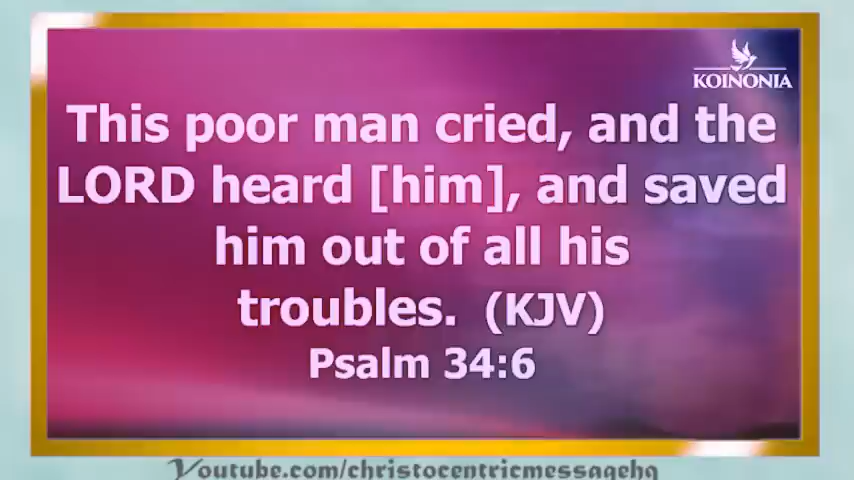 KOINONIA
This poor man cried, and the
LORD heard [him], and saved
him out of all his
troubles. (KJV)
Psalm 34:6
Youtube.com/christocentricmessagehq